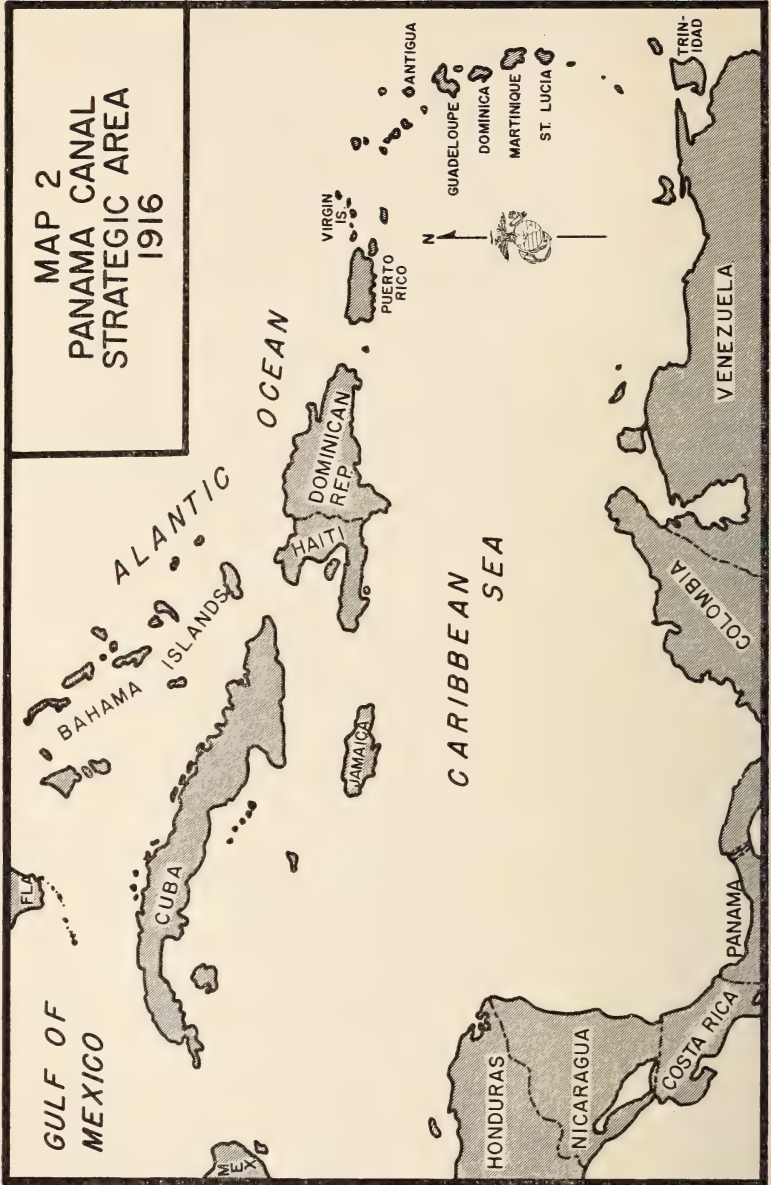 MAP 2
PANAMA CANAL
STRATEGIC AREA
1916
GULF OF
MEXICO
FLA
BAHAMA
ISLANDS
ALANTIC
OCEAN
CUBA
MEX
JAMAICA
HAITI
DOMINICAN
REP.
PUERTO
RICO
VIRGIN
IS.
ANTIGUA
GUADELOUPE
DOMINICA
MARTINIQUE
ST. LUCIA
N
CARIBBEAN
SEA
TRIN-
IDAD
HONDURAS
NICARAGUA
COSTA RICA
PANAMA
COLOMBIA
VENEZUELA